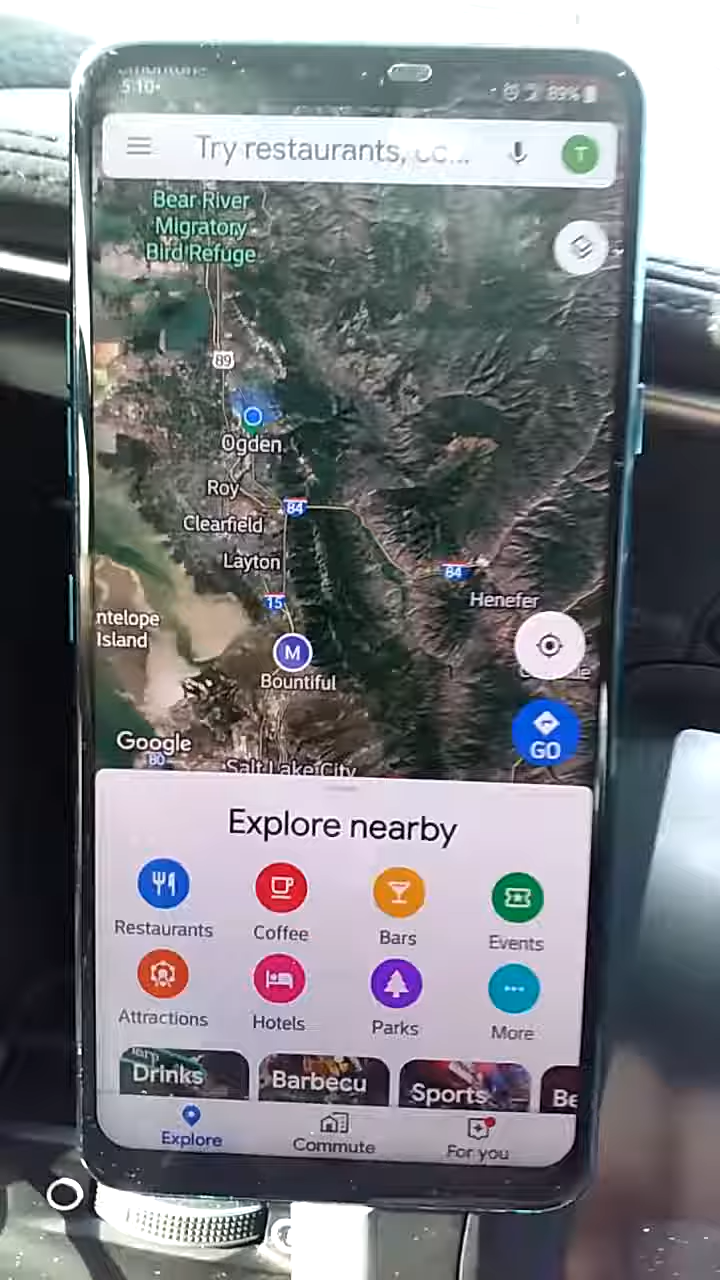 5:10
89%
Try restaurants, co...
T
Bear River
Migratory
Bird Refuge
89
Ogden
Roy
84
Clearfield
Layton
84
15
Henefer
ntelope
Island
M
Bountiful
GO
Google
80
Salt Lake City
Explore nearby
Restaurants
Coffee
Bars
Events
Attractions
Hotels
Parks
More
Drinks
Barbecu
Sports
Be
Explore
Commute
For you